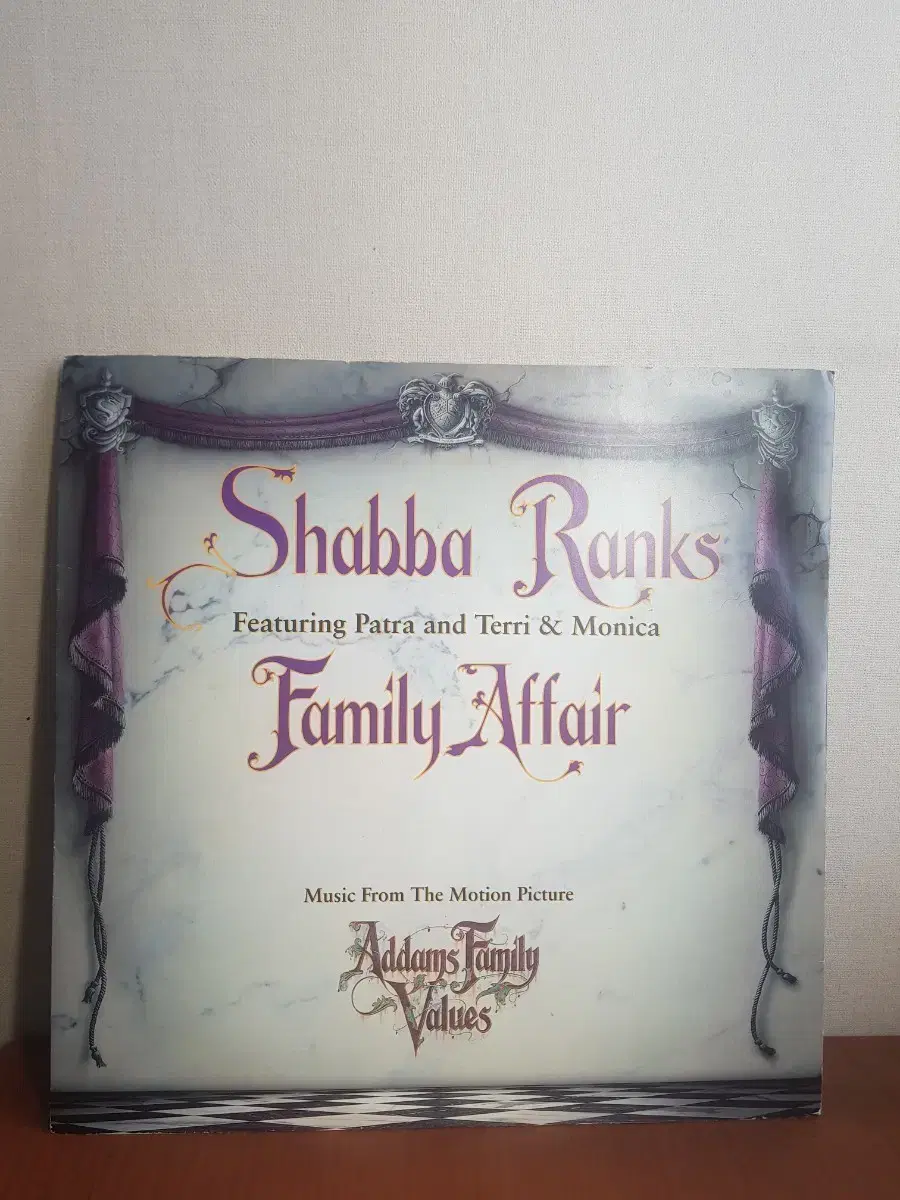 Shabba Ranks
Featuring Patra and Terri & Monica
Family Affair
Music From The Motion Picture
Addams Family
Values